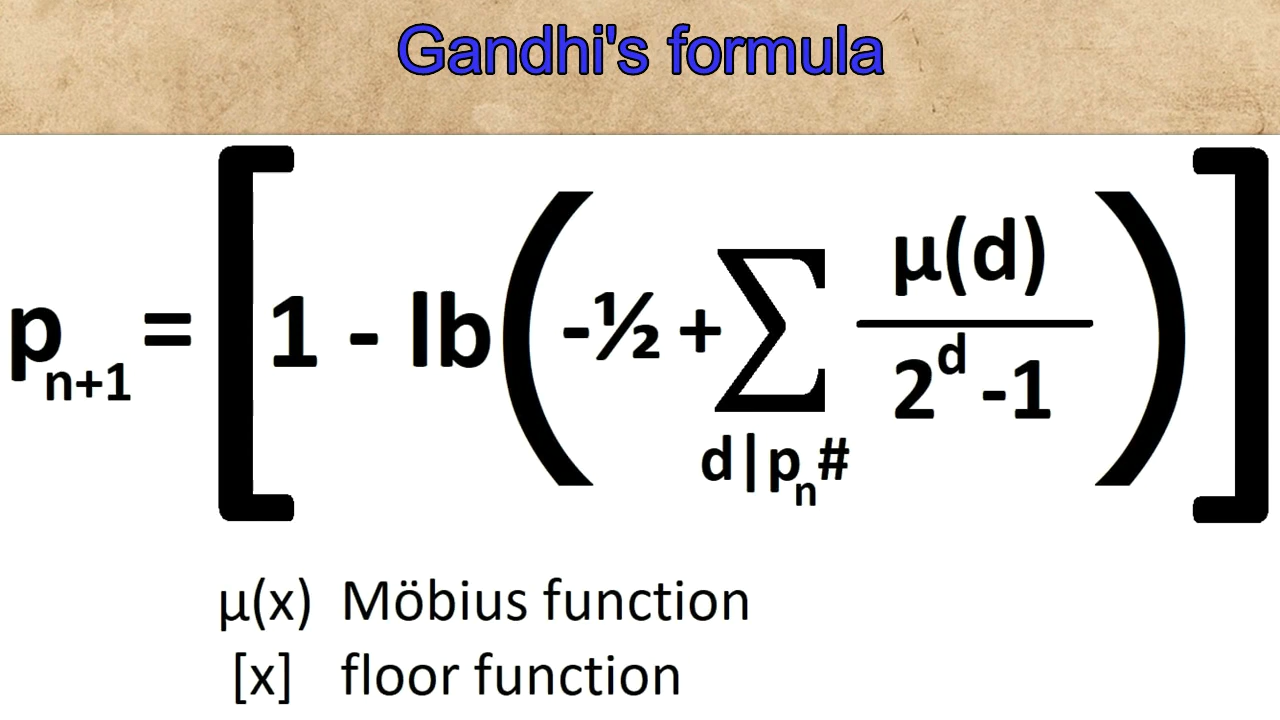 Gandhi's formula
p_{n+1} = [1 - lb(-½ + ∑_{d|p_n#} μ(d) / (2^d -1))]
μ(x) Möbius function
[x] floor function